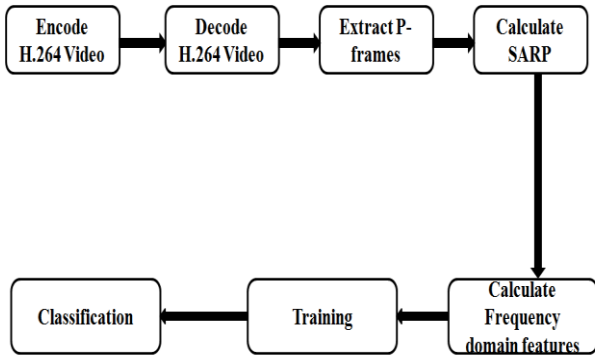 Encode
H.264 Video
Decode
H.264 Video
Extract P-
frames
Calculate
SARP
Calculate
Frequency
domain features
Training
Classification